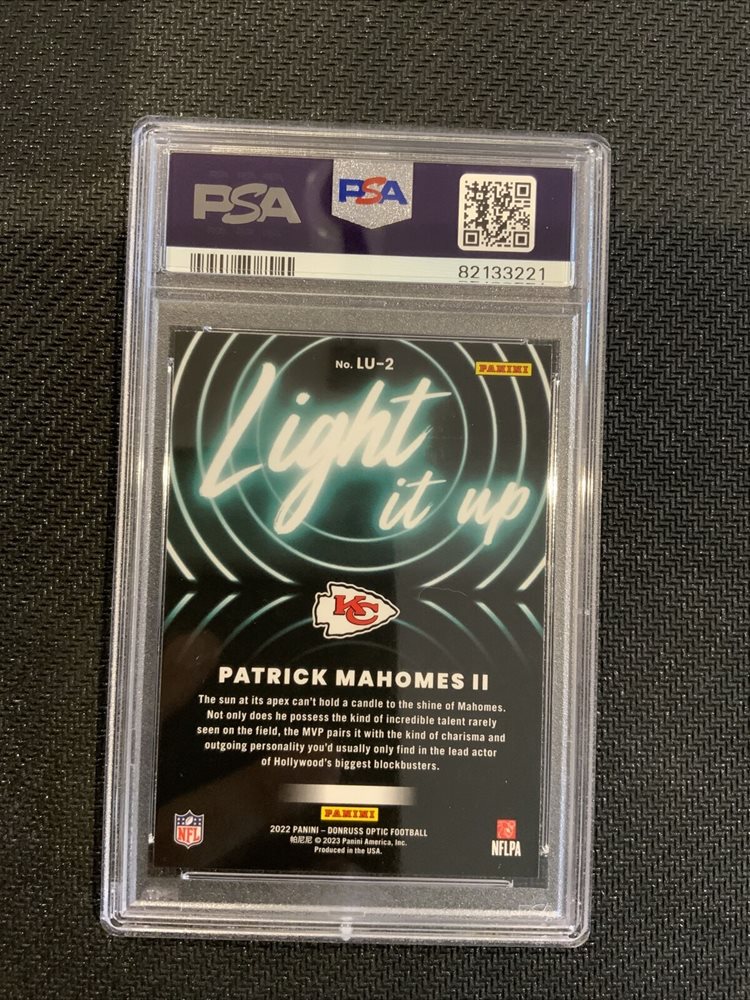 PSA
PSA
82133221
No. LU-2
PANINI
Light
it up
KC
PATRICK MAHOMES II
The sun at its apex can't hold a candle to the shine of Mahomes.
Not only does he possess the kind of incredible talent rarely
seen on the field, the MVP pairs it with the kind of charisma and
outgoing personality you'd usually only find in the lead actor
of Hollywood's biggest blockbusters.
PANINI
2022 PANINI – DONRUSS OPTIC FOOTBALL
帕尼尼 © 2023 Panini America, Inc.
Produced in the USA.
NFL
NFLPA